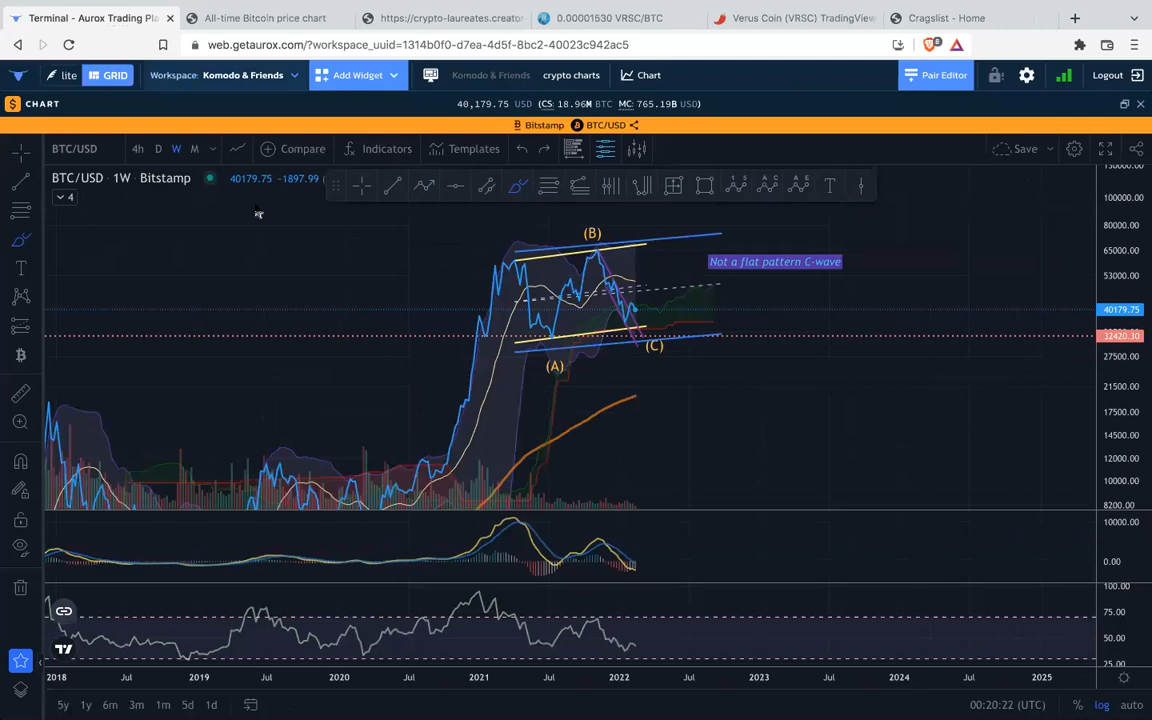 Terminal - Aurox Trading Pla
All-time Bitcoin price chart
https://crypto-laureates.creator
0.00001530 VRSC/BTC
Verus Coin (VRSC) TradingView
Cragslist - Home
web.getaurox.com/?workspace_uuid=1314b0f0-d7ea-4d5f-8bc2-40023c942ac5
lite
GRID
Workspace: Komodo & Friends
Add Widget
Komodo & Friends
crypto charts
Chart
Pair Editor
Logout
$ CHART
40,179.75 USD (CS: 18.96M BTC MC: 765.19B USD)
Bitstamp BTC/USD
BTC/USD
4h D W M
Compare
Indicators
Templates
Save
BTC/USD · 1W · Bitstamp
40179.75 −1897.99 (
4
(B)
Not a flat pattern C-wave
(C)
(A)
130000.00
100000.00
80000.00
65000.00
53000.00
40179.75
32420.30
27500.00
21500.00
17500.00
14500.00
12000.00
10000.00
8200.00
10000.00
0.00
100.00
75.00
50.00
25.00
2018 Jul 2019 Jul 2020 Jul 2021 Jul 2022 Jul 2023 Jul 2024 Jul 2025
5y 1y 6m 3m 1m 5d 1d
00:20:22 (UTC)
% log auto